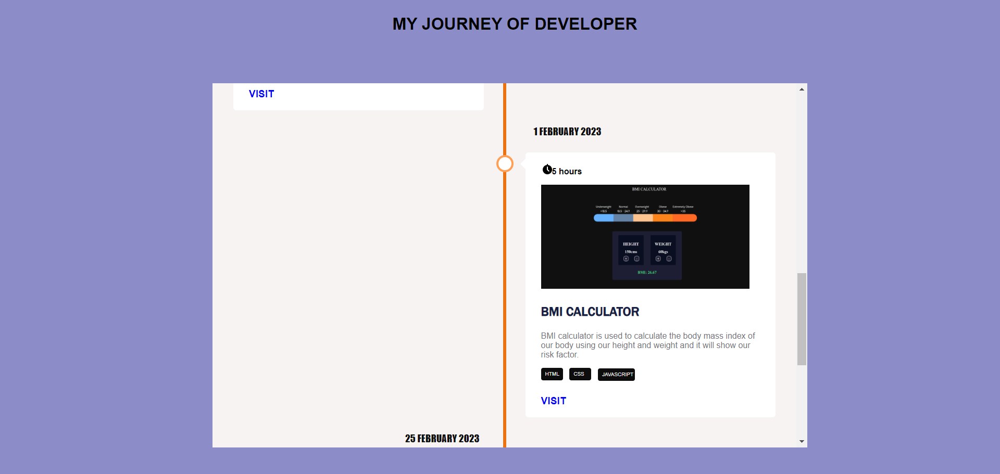 MY JOURNEY OF DEVELOPER
VISIT
1 FEBRUARY 2023
5 hours
BMI CALCULATOR
Underweight Normal Overweight Obese Extremely Obese
<18.5 18.5 - 24.9 25 - 29.9 30 - 34.9 >35
HEIGHT WEIGHT
150cms 60kgs
+ - + -
BMI: 26.67
BMI CALCULATOR
BMI calculator is used to calculate the body mass index of
our body using our height and weight and it will show our
risk factor.
HTML CSS JAVASCRIPT
VISIT
25 FEBRUARY 2023